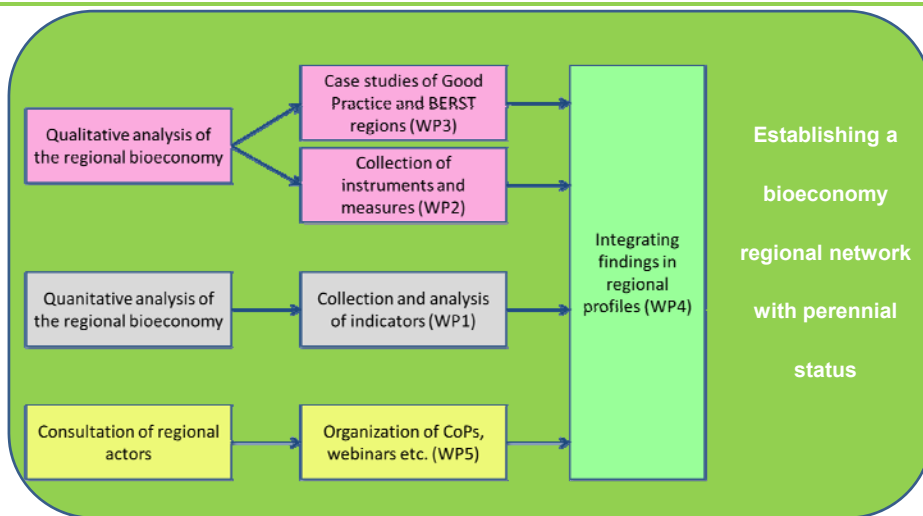 Case studies of Good
Practice and BERST
regions (WP3)
Qualitative analysis of
the regional bioeconomy
Collection of
instruments and
measures (WP2)
Quanitative analysis of
the regional bioeconomy
Collection and analysis
of indicators (WP1)
Consultation of regional
actors
Organization of CoPs,
webinars etc. (WP5)
Integrating
findings in
regional
profiles (WP4)
Establishing a
bioeconomy
regional network
with perennial
status